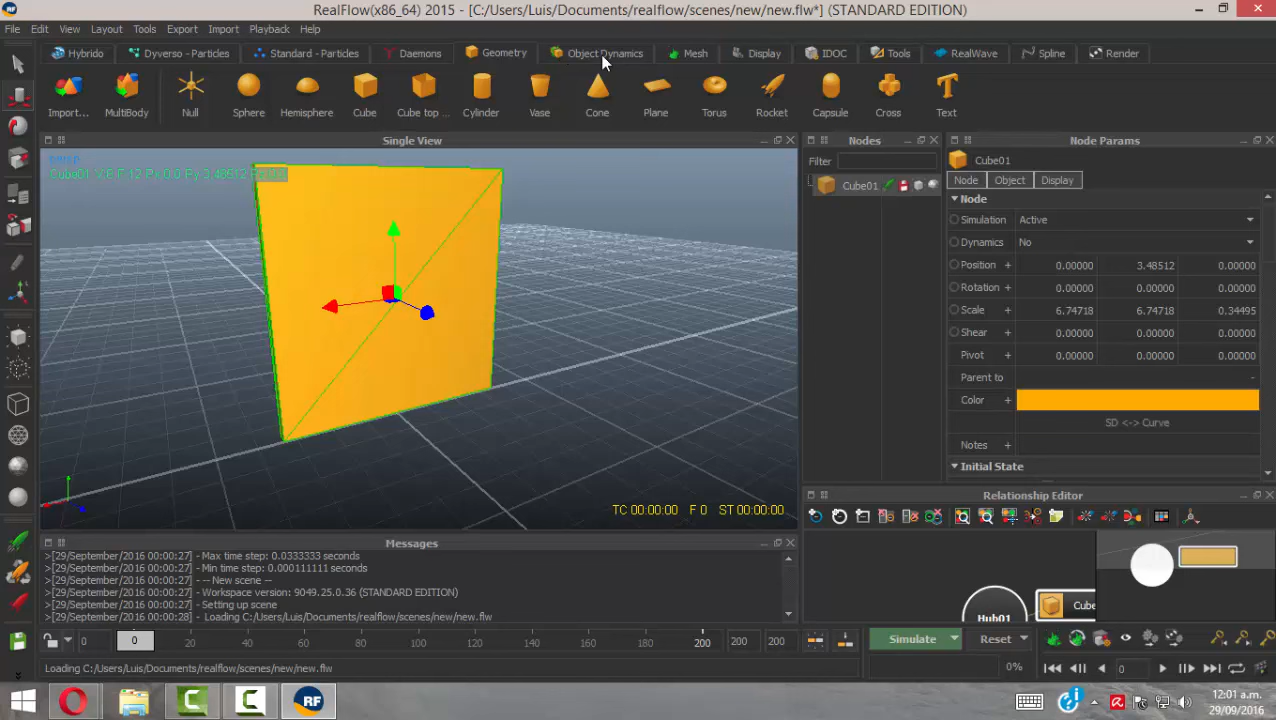 RealFlow(x86_64) 2015 - [C:/Users/Luis/Documents/realflow/scenes/new/new.flw*] (STANDARD EDITION)
File Edit View Layout Tools Export Import Playback Help
Hybrido Dyverso - Particles Standard - Particles Daemons Geometry Object Dynamics Mesh Display IDOC Tools RealWave Spline Render
Import... MultiBody Null Sphere Hemisphere Cube Cube top ... Cylinder Vase Cone Plane Torus Rocket Capsule Cross Text
Single View
Cube01 V:8 F:12 Px:0.0 Py:3.48512
Nodes
Filter
Cube01
Node Params
Cube01
Node Object Display
Node
Simulation Active
Dynamics No
Position + 0.00000 3.48512 0.00000
Rotation + 0.00000 0.00000 0.00000
Scale + 6.74718 6.74718 0.34495
Shear + 0.00000 0.00000 0.00000
Pivot + 0.00000 0.00000 0.00000
Parent to -
Color +
SD <-> Curve
Notes +
Initial State
TC 00:00:00 F 0 ST 00:00:00
Relationship Editor
Hub01 Cube
Messages
>[29/September/2016 00:00:27] - Max time step: 0.0333333 seconds
>[29/September/2016 00:00:27] - Min time step: 0.000111111 seconds
>[29/September/2016 00:00:27] - -- New scene --
>[29/September/2016 00:00:27] - Workspace version: 9049.25.0.36 (STANDARD EDITION)
>[29/September/2016 00:00:27] - Setting up scene
>[29/September/2016 00:00:28] - Loading C:/Users/Luis/Documents/realflow/scenes/new/new.flw
0 0 20 40 60 80 100 120 140 160 180 200 200 200
Simulate Reset
Loading C:/Users/Luis/Documents/realflow/scenes/new/new.flw
0% 0
RF
12:01 a.m.
29/09/2016